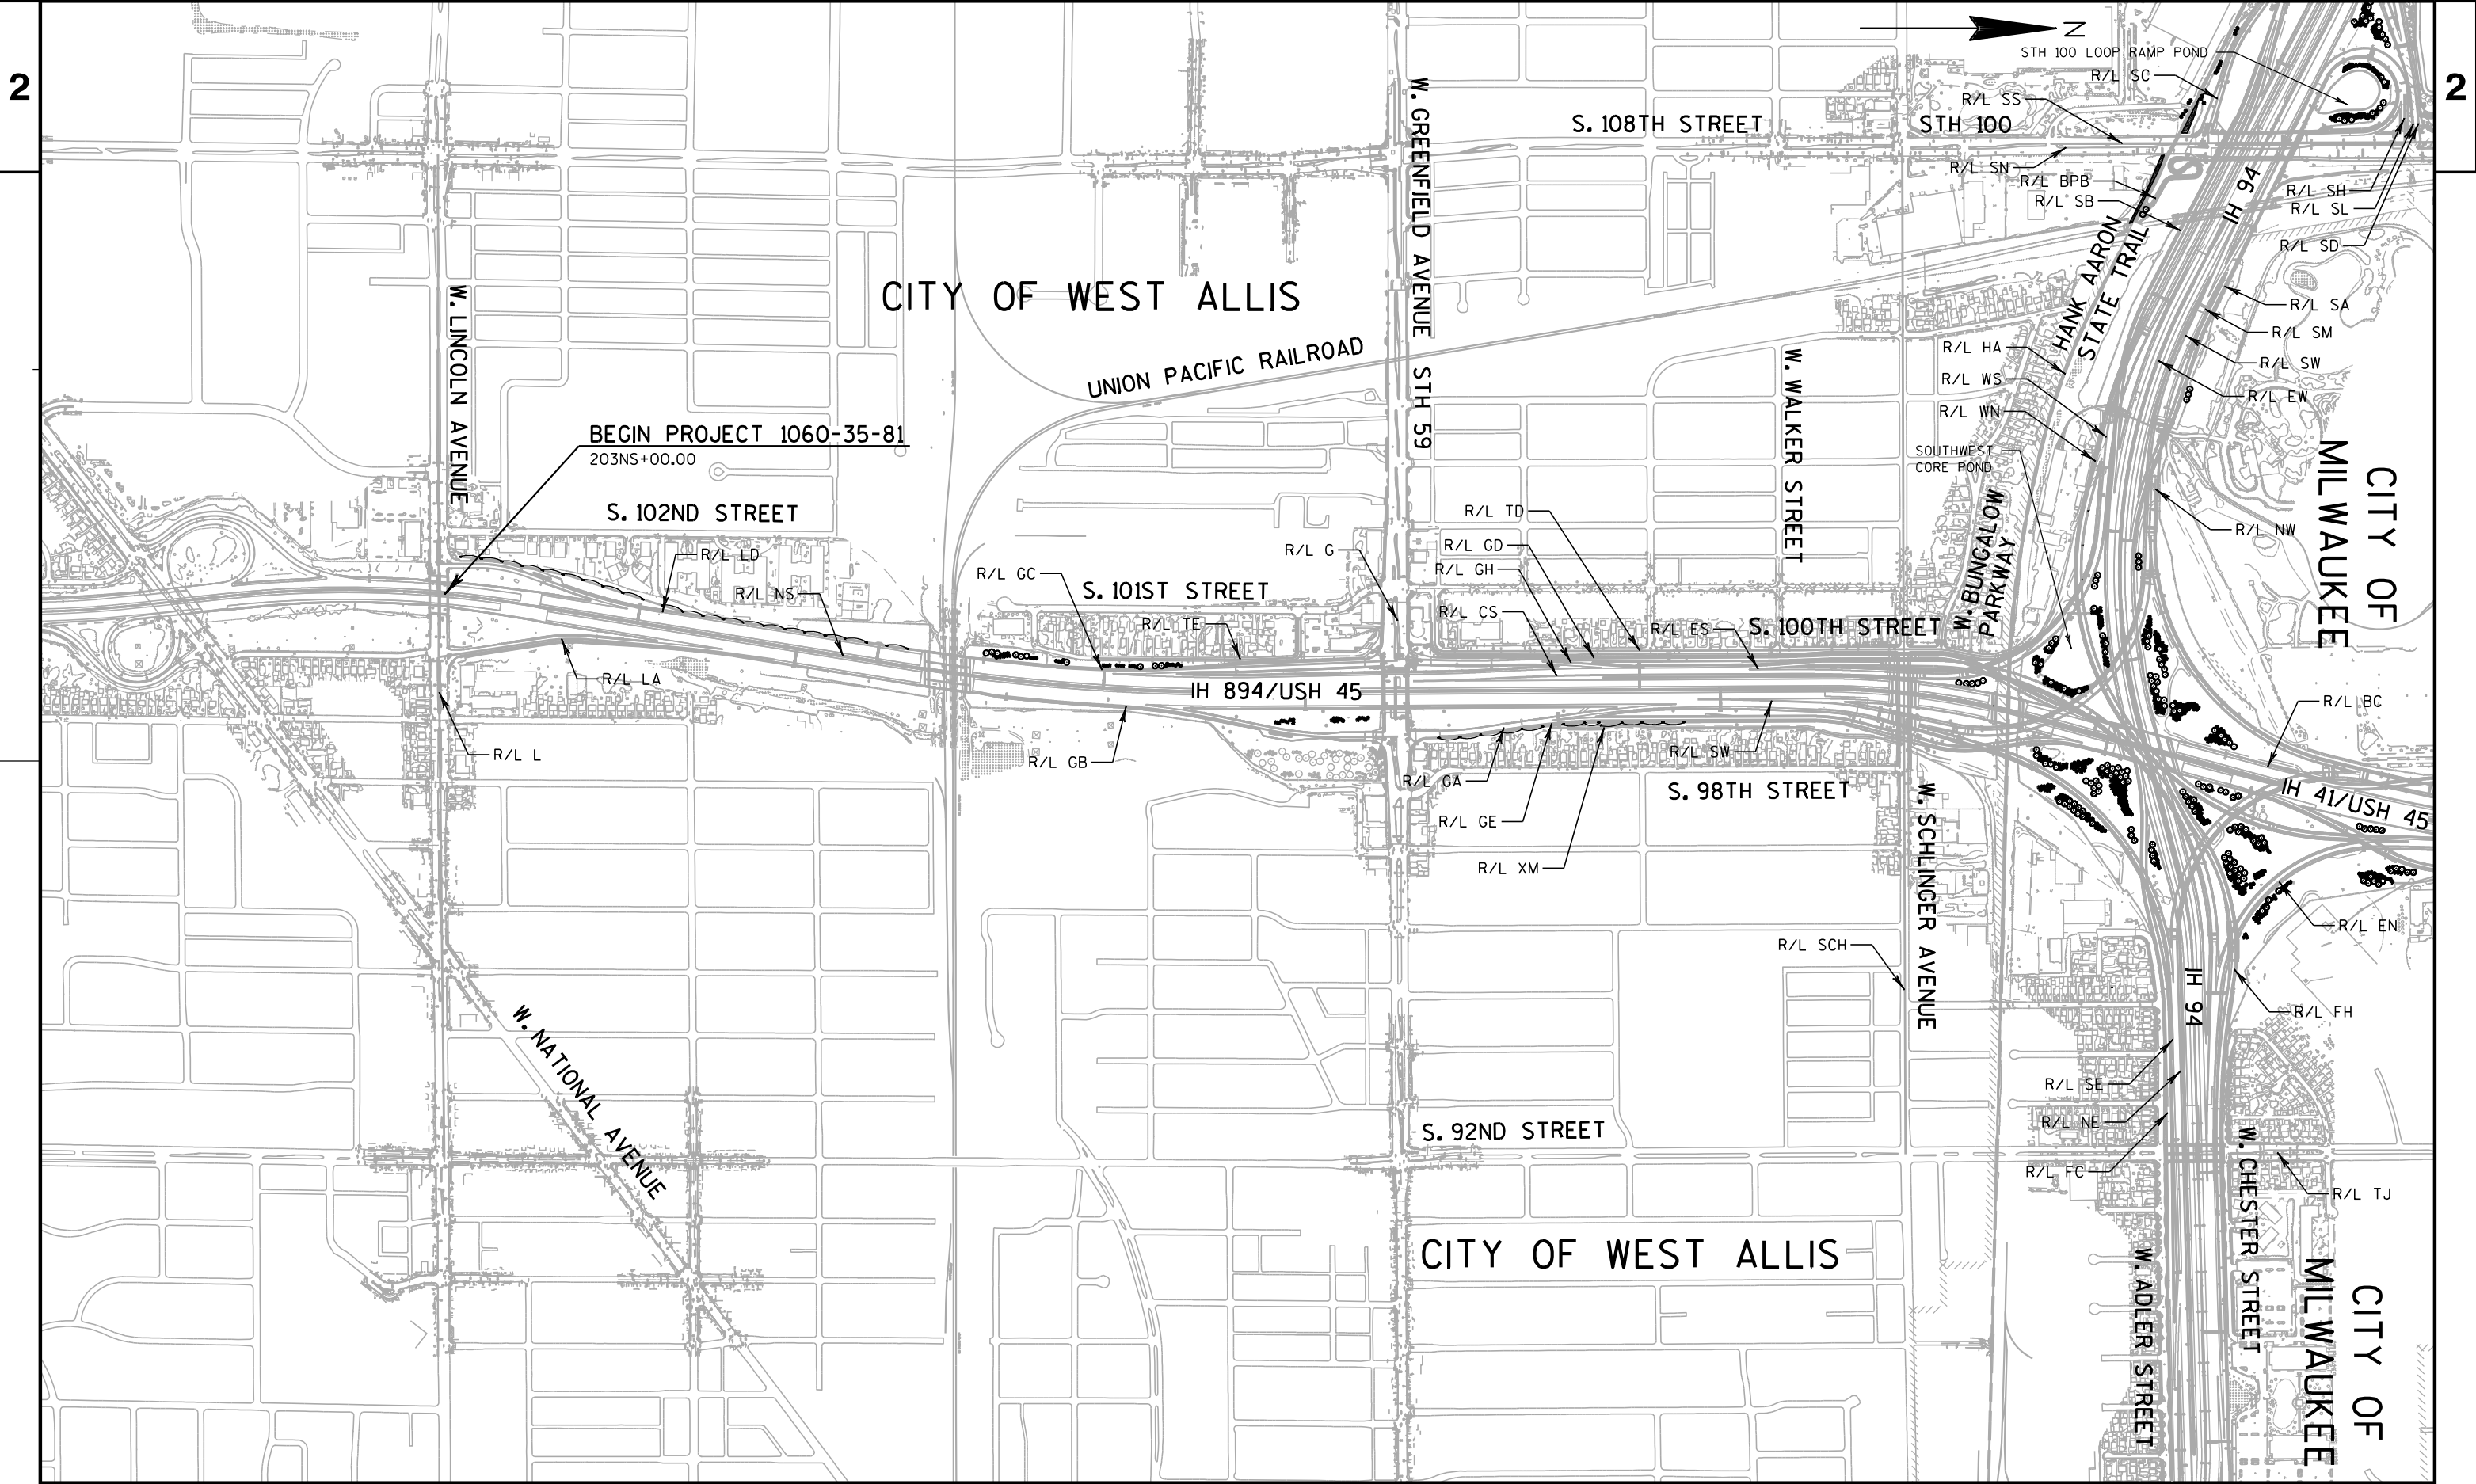 2
2
N
STH 100 LOOP RAMP POND
R/L SC
R/L SS
S. 108TH STREET
STH 100
R/L SN
R/L BPB
R/L SB
IH 94
R/L SH
R/L SL
R/L SD
HANK AARON
STATE TRAIL
W. GREENFIELD AVENUE STH 59
CITY OF WEST ALLIS
UNION PACIFIC RAILROAD
W. LINCOLN AVENUE
R/L SA
R/L SM
R/L SW
R/L EW
R/L HA
R/L WS
R/L WN
W. WALKER STREET
BEGIN PROJECT 1060-35-81
203NS+00.00
SOUTHWEST
CORE POND
CITY OF
MILWAUKEE
S. 102ND STREET
R/L TD
R/L NW
R/L G
R/L GD
R/L GH
R/L LD
R/L GC
S. 101ST STREET
R/L NS
R/L TE
R/L CS
R/L ES
S. 100TH STREET
W. BUNGALOW
PARKWAY
R/L LA
IH 894/USH 45
R/L BC
R/L L
R/L GB
R/L SW
R/L GA
S. 98TH STREET
IH 41/USH 45
R/L GE
R/L XM
W. SCHLINGER AVENUE
R/L SCH
R/L EN
IH 94
R/L FH
W. NATIONAL AVENUE
R/L SE
R/L NE
S. 92ND STREET
R/L FC
R/L TJ
W. CHESTER STREET
CITY OF WEST ALLIS
W. ADLER STREET
CITY OF
MILWAUKEE